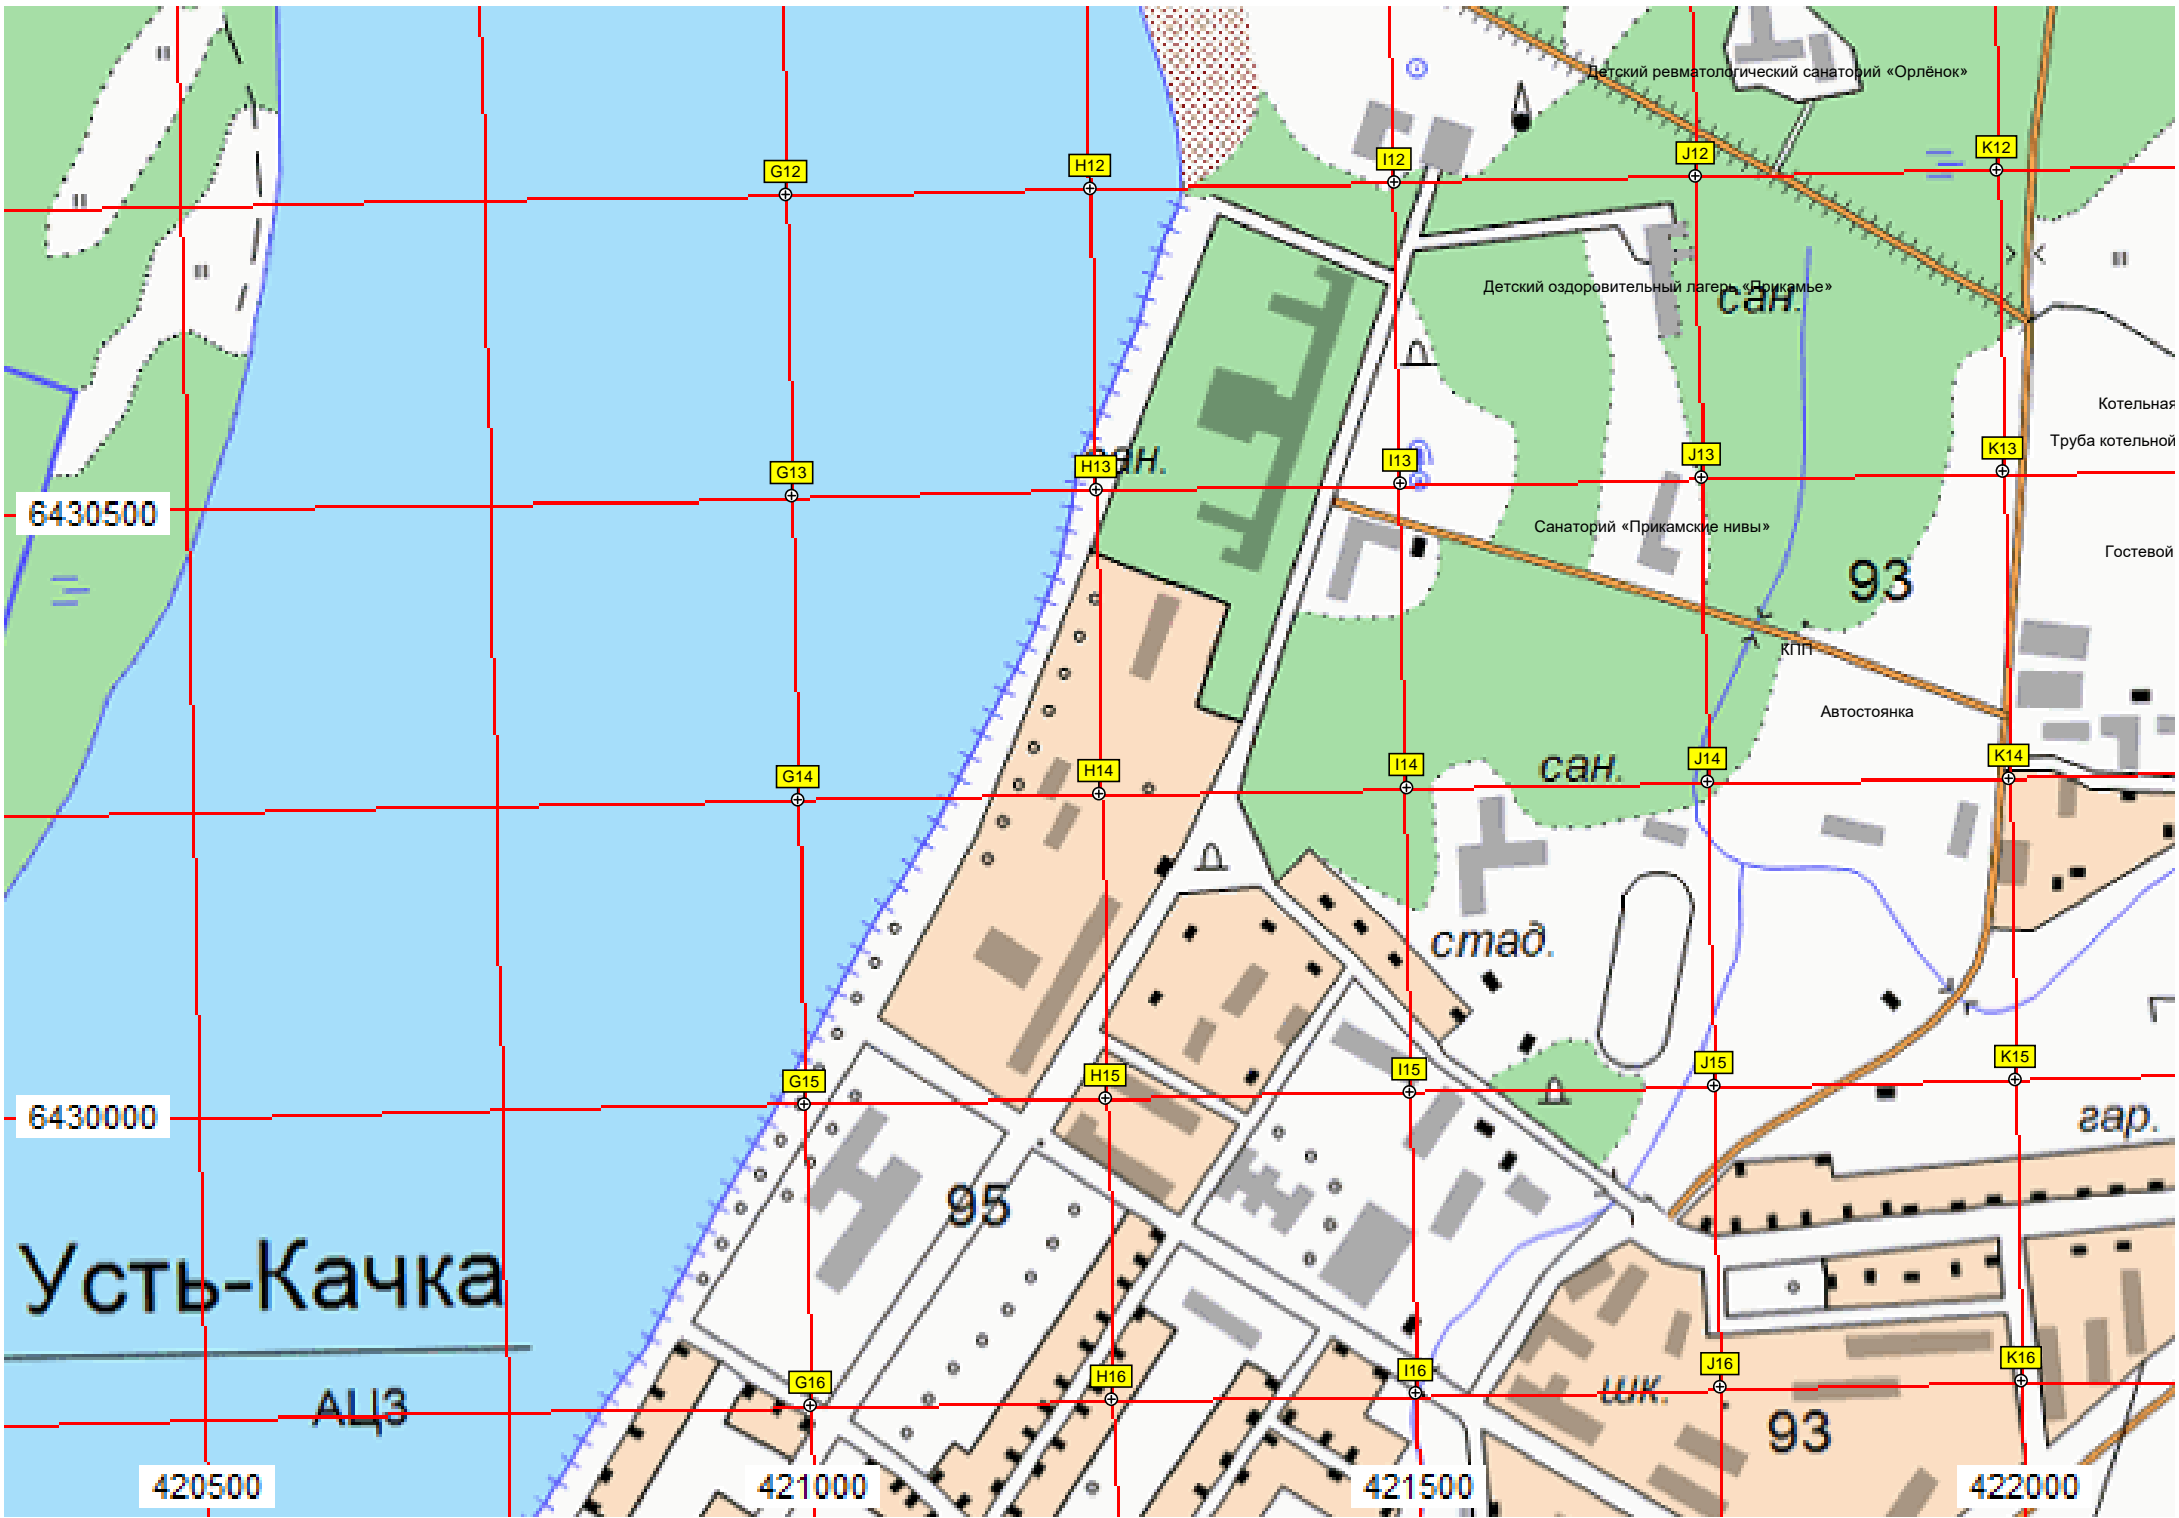 Детский ревматологический санаторий «Орлёнок»
G12
H12
I12
J12
K12
Детский оздоровительный лагерь «Прикамье»
сан.
Котельная
Труба котельной
G13
H13
сан.
I13
J13
K13
6430500
Санаторий «Прикамские нивы»
Гостевой
93
КПП
Автостоянка
G14
H14
I14
сан.
J14
K14
стад.
G15
H15
I15
J15
K15
6430000
гар.
95
Усть-Качка
АЦЗ
G16
H16
I16
шк.
J16
K16
93
420500
421000
421500
422000